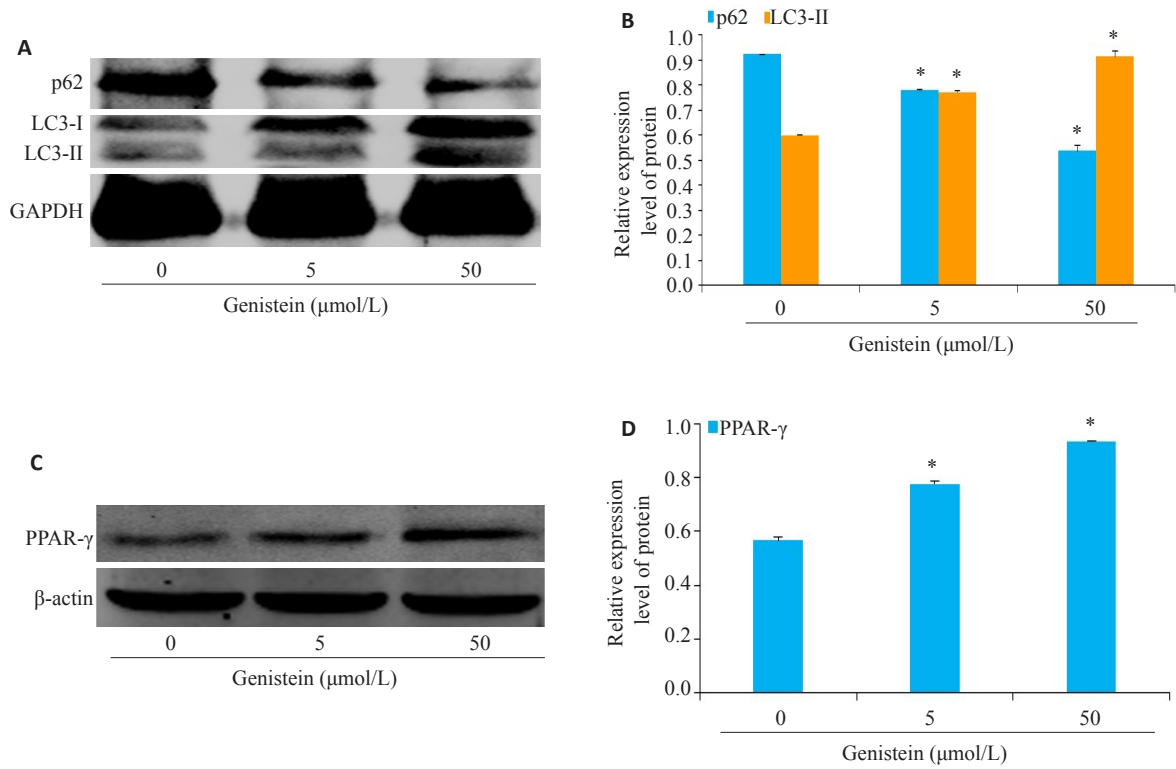 A
p62
LC3-I
LC3-II
GAPDH
0 5 50
Genistein (μmol/L)
B
p62 LC3-II
1.0
0.9
0.8
0.7
0.6
0.5
0.4
0.3
0.2
0.1
0.0
Relative expression
level of protein
* *
*
*
0 5 50
Genistein (μmol/L)
C
PPAR-γ
β-actin
0 5 50
Genistein (μmol/L)
D
PPAR-γ
1.0
0.8
0.6
0.4
0.2
0.0
Relative expression
level of protein
*
*
0 5 50
Genistein (μmol/L)